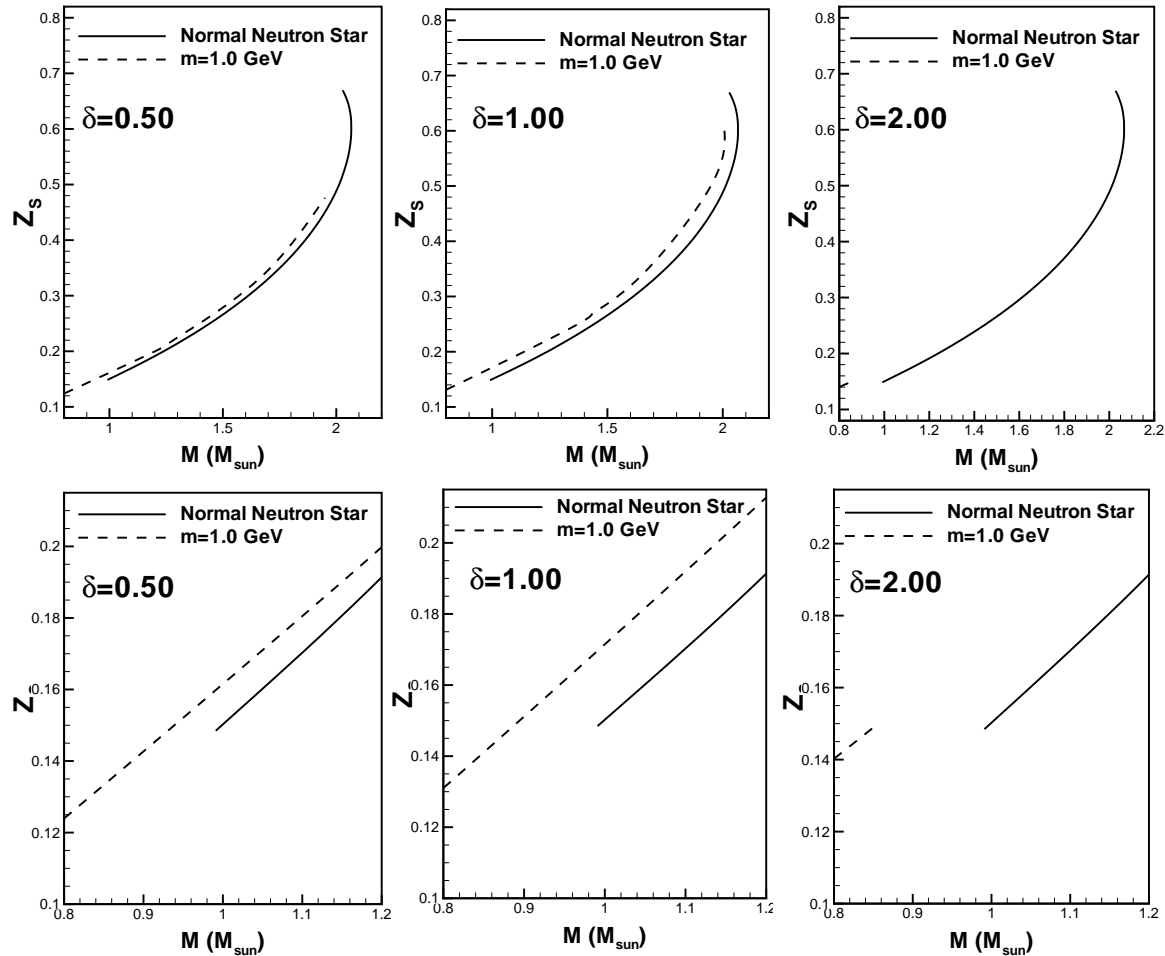 Normal Neutron Star
m=1.0 GeV
δ=0.50
Z_S
0.8
0.7
0.6
0.5
0.4
0.3
0.2
0.1
1
1.5
2
M (M_sun)
Normal Neutron Star
m=1.0 GeV
δ=1.00
Z_S
0.8
0.7
0.6
0.5
0.4
0.3
0.2
0.1
1
1.5
2
M (M_sun)
Normal Neutron Star
m=1.0 GeV
δ=2.00
Z_S
0.8
0.7
0.6
0.5
0.4
0.3
0.2
0.1
0.8
1
1.2
1.4
1.6
1.8
2
2.2
M (M_sun)
Normal Neutron Star
m=1.0 GeV
δ=0.50
Z
0.2
0.18
0.16
0.14
0.12
0.1
0.8
0.9
1
1.1
1.2
M (M_sun)
Normal Neutron Star
m=1.0 GeV
δ=1.00
Z
0.2
0.18
0.16
0.14
0.12
0.1
0.8
0.9
1
1.1
1.2
M (M_sun)
Normal Neutron Star
m=1.0 GeV
δ=2.00
Z
0.2
0.18
0.16
0.14
0.12
0.1
0.8
0.9
1
1.1
1.2
M (M_sun)